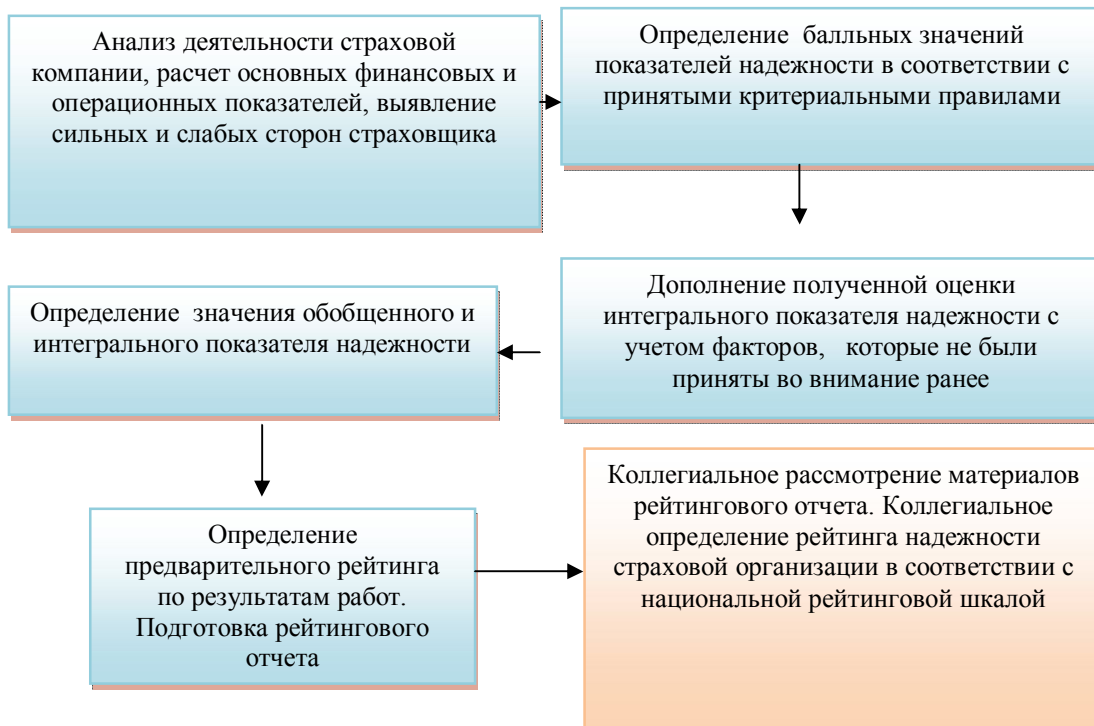 Анализ деятельности страховой
компании, расчет основных финансовых и
операционных показателей, выявление
сильных и слабых сторон страховщика
Определение балльных значений
показателей надежности в соответствии с
принятыми критериальными правилами
Дополнение полученной оценки
интегрального показателя надежности с
учетом факторов, которые не были
приняты во внимание ранее
Определение значения обобщенного и
интегрального показателя надежности
Определение
предварительного рейтинга
по результатам работ.
Подготовка рейтингового
отчета
Коллегиальное рассмотрение материалов
рейтингового отчета. Коллегиальное
определение рейтинга надежности
страховой организации в соответствии с
национальной рейтинговой шкалой